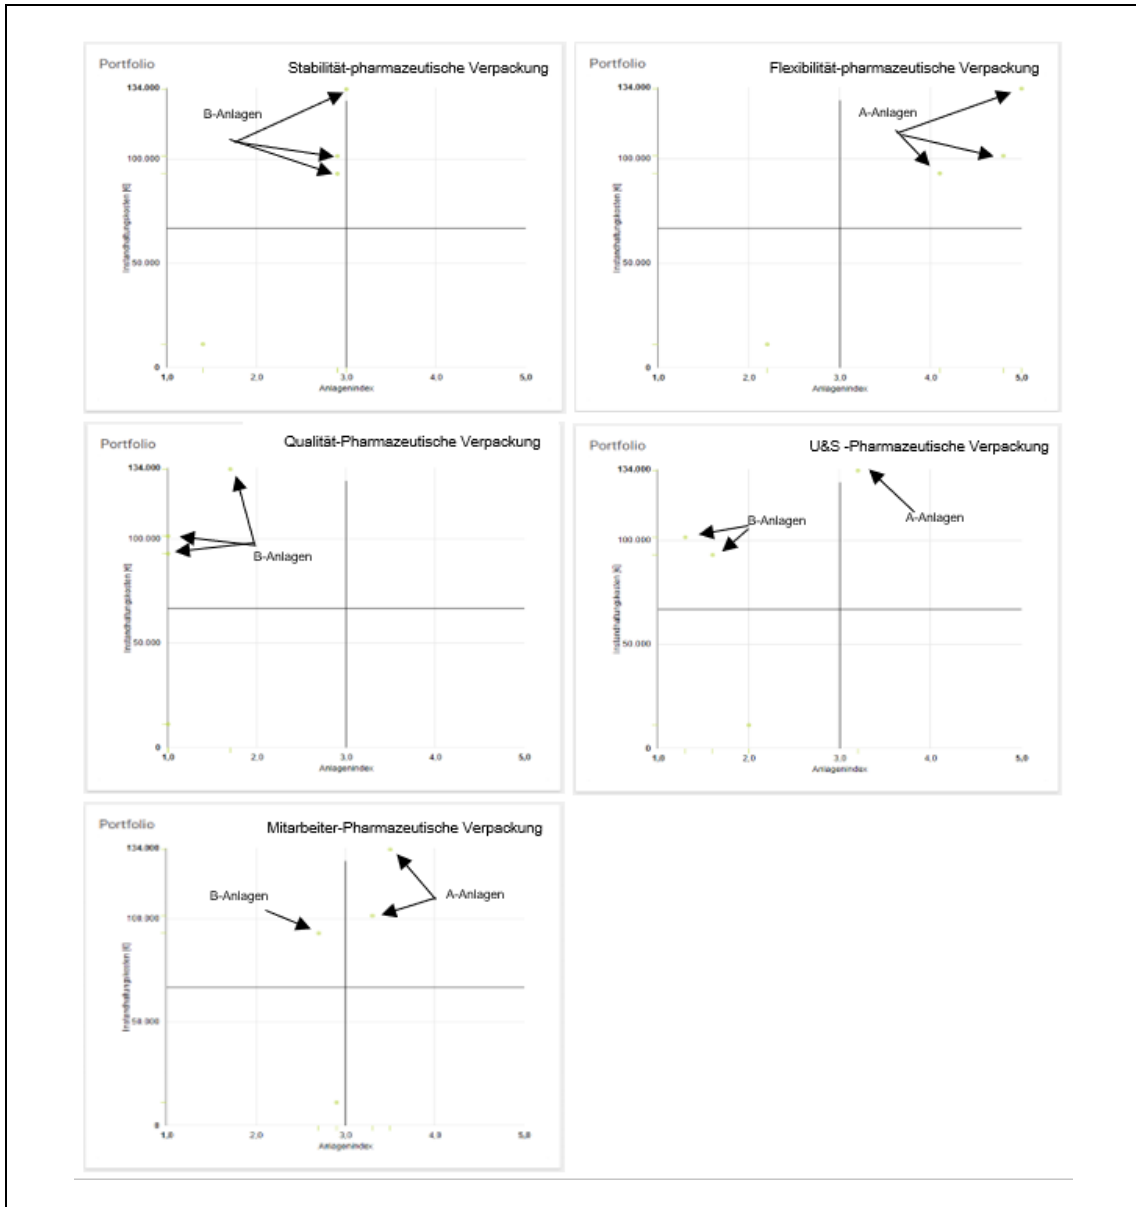 Portfolio
Stabilität-pharmazeutische Verpackung
134.000
B-Anlagen
100.000
Instandhaltungskosten [€]
50.000
0
1,0 2,0 3,0 4,0 5,0
Anlagenindex
Portfolio
Flexibilität-pharmazeutische Verpackung
134.000
A-Anlagen
100.000
Instandhaltungskosten [€]
50.000
0
1,0 2,0 3,0 4,0 5,0
Anlagenindex
Portfolio
Qualität-Pharmazeutische Verpackung
134.000
100.000
B-Anlagen
Instandhaltungskosten [€]
50.000
0
1,0 2,0 3,0 4,0 5,0
Anlagenindex
Portfolio
U&S -Pharmazeutische Verpackung
134.000
B-Anlagen
A-Anlagen
100.000
Instandhaltungskosten [€]
50.000
0
1,0 2,0 3,0 4,0 5,0
Anlagenindex
Portfolio
Mitarbeiter-Pharmazeutische Verpackung
134.000
B-Anlagen
A-Anlagen
100.000
Instandhaltungskosten [€]
50.000
0
1,0 2,0 3,0 4,0 5,0
Anlagenindex